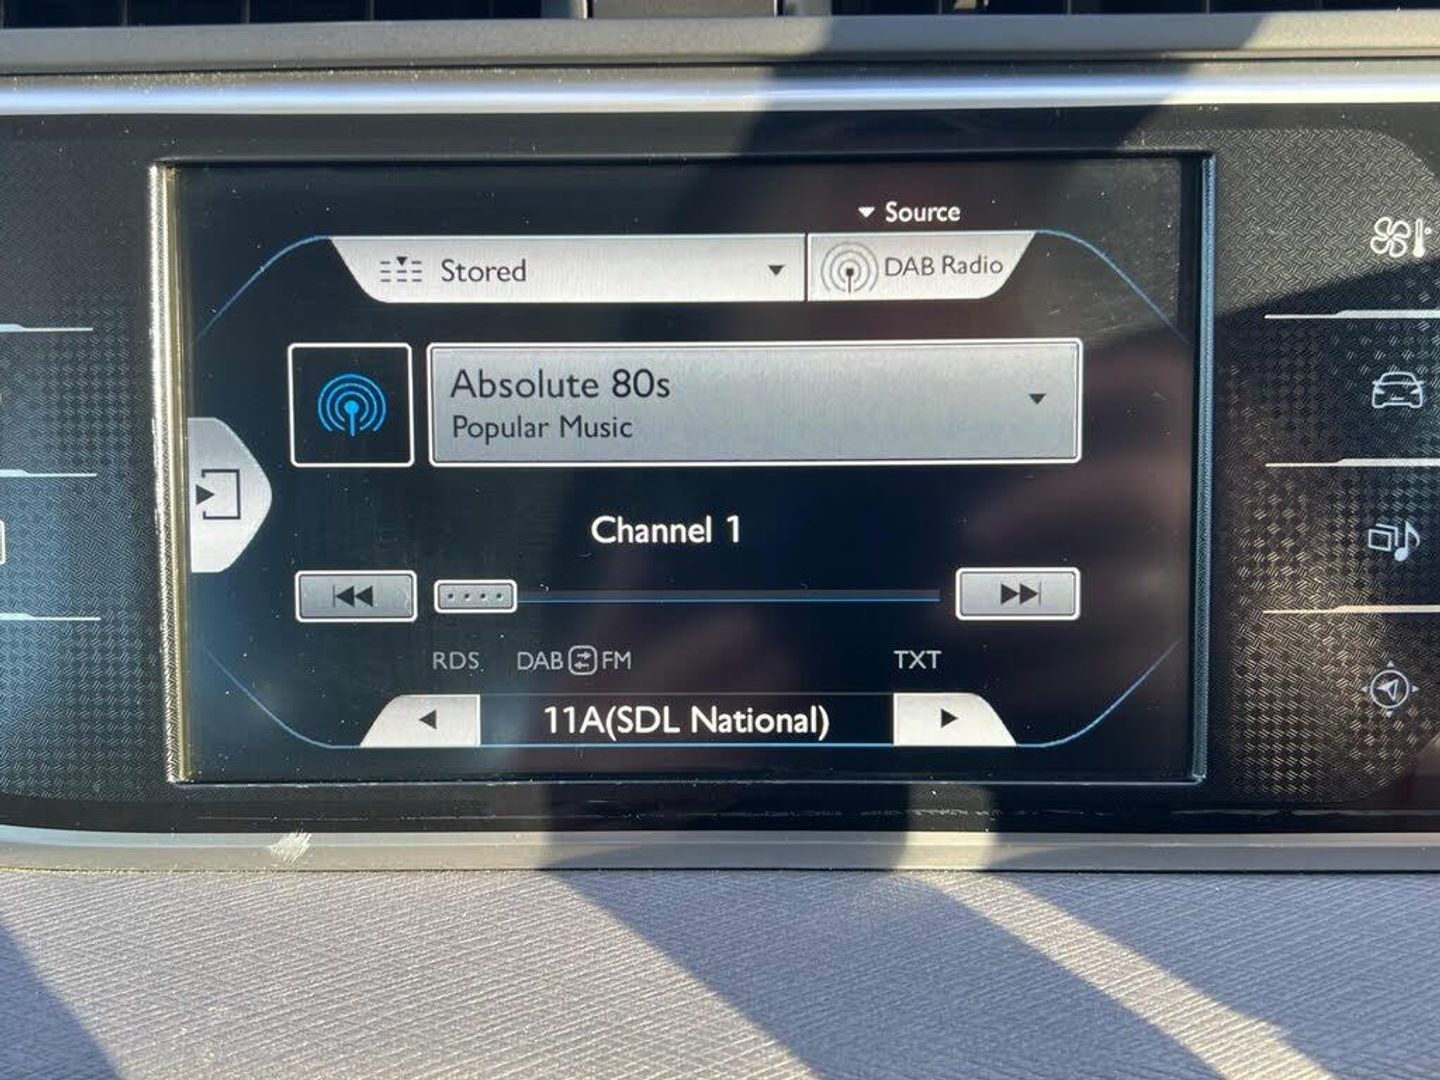 Source
Stored
DAB Radio
Absolute 80s
Popular Music
Channel 1
RDS DAB FM TXT
11A(SDL National)